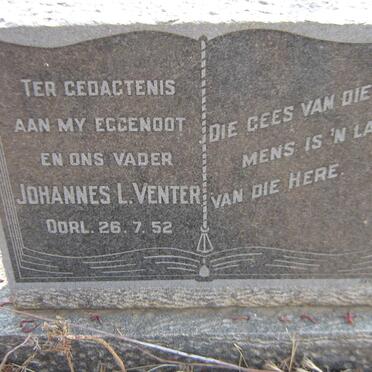 TER GEDACTENIS
AAN MY EGGENOOT
EN ONS VADER
JOHANNES L. VENTER
OORL. 26. 7. 52
DIE GEES VAN DIE
MENS IS 'N LA
VAN DIE HERE.